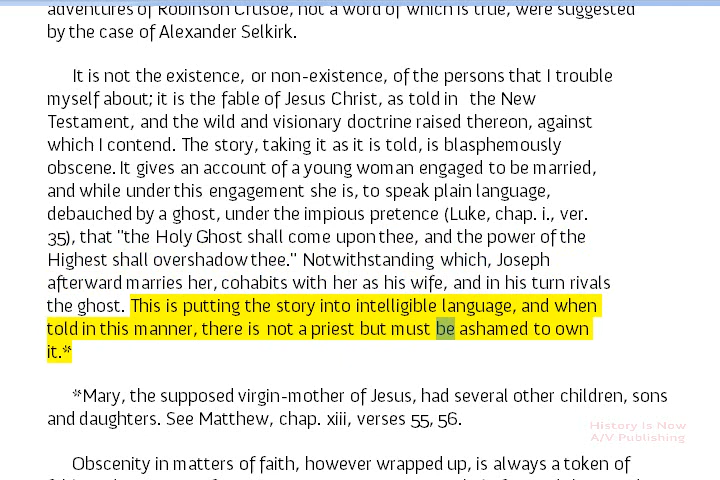 adventures of Robinson Crusoe, not a word of which is true, were suggested
by the case of Alexander Selkirk.
It is not the existence, or non-existence, of the persons that I trouble
myself about; it is the fable of Jesus Christ, as told in the New
Testament, and the wild and visionary doctrine raised thereon, against
which I contend. The story, taking it as it is told, is blasphemously
obscene. It gives an account of a young woman engaged to be married,
and while under this engagement she is, to speak plain language,
debauched by a ghost, under the impious pretence (Luke, chap. i., ver.
35), that "the Holy Ghost shall come upon thee, and the power of the
Highest shall overshadow thee." Notwithstanding which, Joseph
afterward marries her, cohabits with her as his wife, and in his turn rivals
the ghost. This is putting the story into intelligible language, and when
told in this manner, there is not a priest but must be ashamed to own
it.*
*Mary, the supposed virgin-mother of Jesus, had several other children, sons
and daughters. See Matthew, chap. xiii, verses 55, 56.
History Is Now
A/V Publishing
Obscenity in matters of faith, however wrapped up, is always a token of